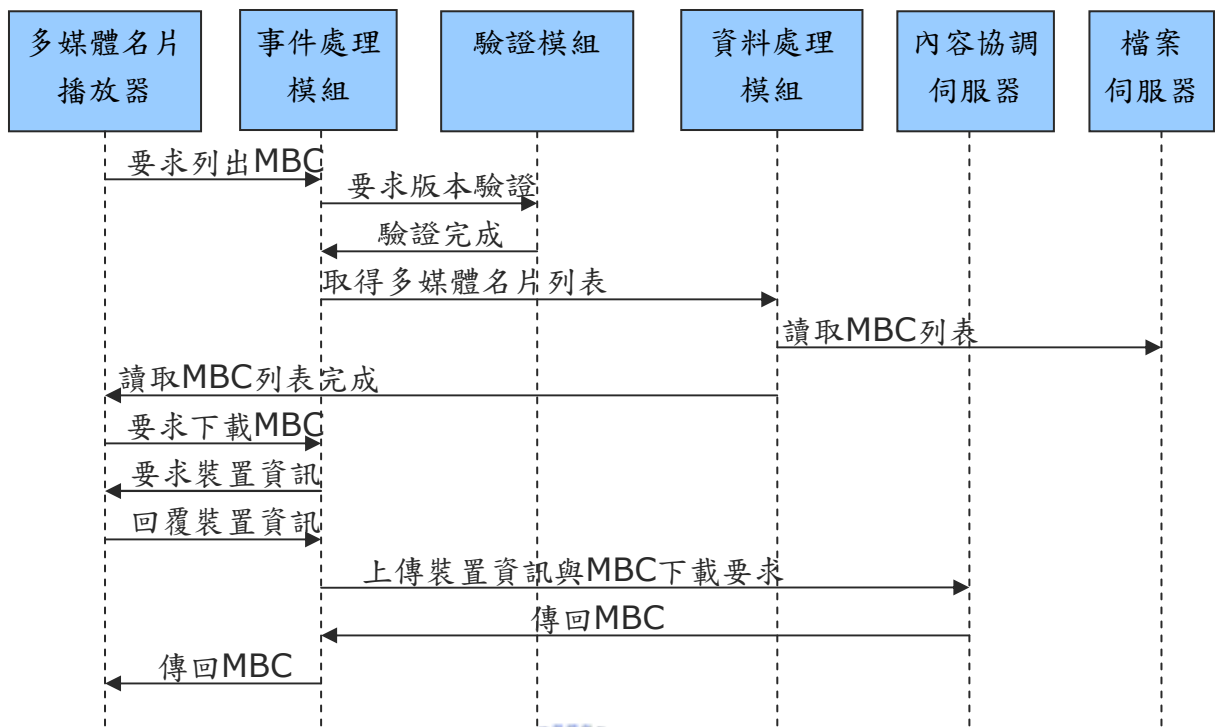 多媒體名片
播放器
事件處理
模組
驗證模組
資料處理
模組
內容協調
伺服器
檔案
伺服器
要求列出MBC
要求版本驗證
驗證完成
取得多媒體名片列表
讀取MBC列表
讀取MBC列表完成
要求下載MBC
要求裝置資訊
回覆裝置資訊
上傳裝置資訊與MBC下載要求
傳回MBC
傳回MBC